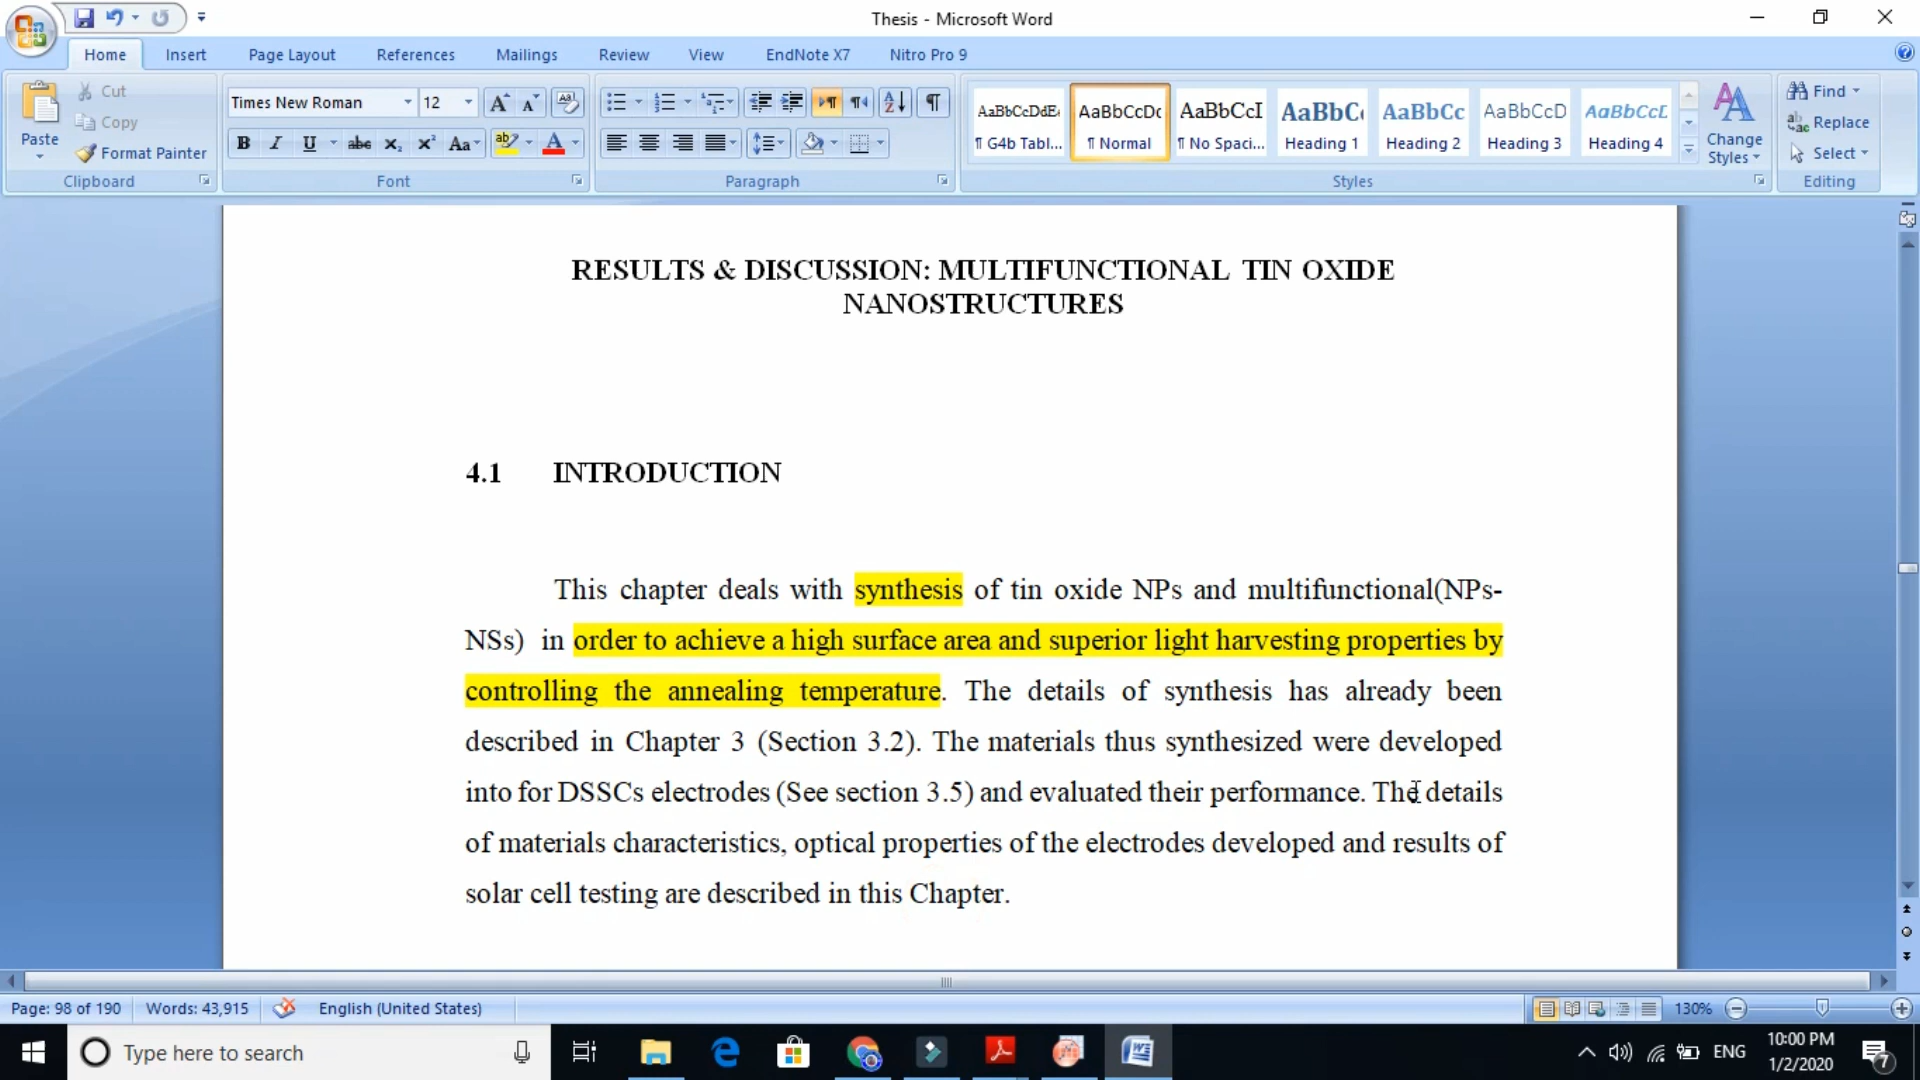 Thesis - Microsoft Word
Home Insert Page Layout References Mailings Review View EndNote X7 Nitro Pro 9
Paste
Cut
Copy
Format Painter
Clipboard
Times New Roman 12
Font
Paragraph
AaBbCcDdE AaBbCcDc AaBbCcI AaBbC AaBbCc AaBbCcD AaBbCcL
¶ G4b Tabl... ¶ Normal ¶ No Spaci... Heading 1 Heading 2 Heading 3 Heading 4
Change
Styles
Styles
Find
Replace
Select
Editing
RESULTS & DISCUSSION: MULTIFUNCTIONAL TIN OXIDE
NANOSTRUCTURES
4.1 INTRODUCTION
This chapter deals with synthesis of tin oxide NPs and multifunctional(NPs-
NSs) in order to achieve a high surface area and superior light harvesting properties by
controlling the annealing temperature. The details of synthesis has already been
described in Chapter 3 (Section 3.2). The materials thus synthesized were developed
into for DSSCs electrodes (See section 3.5) and evaluated their performance. The details
of materials characteristics, optical properties of the electrodes developed and results of
solar cell testing are described in this Chapter.
Page: 98 of 190 Words: 43,915 English (United States) 130%
Type here to search
ENG
10:00 PM
1/2/2020
7